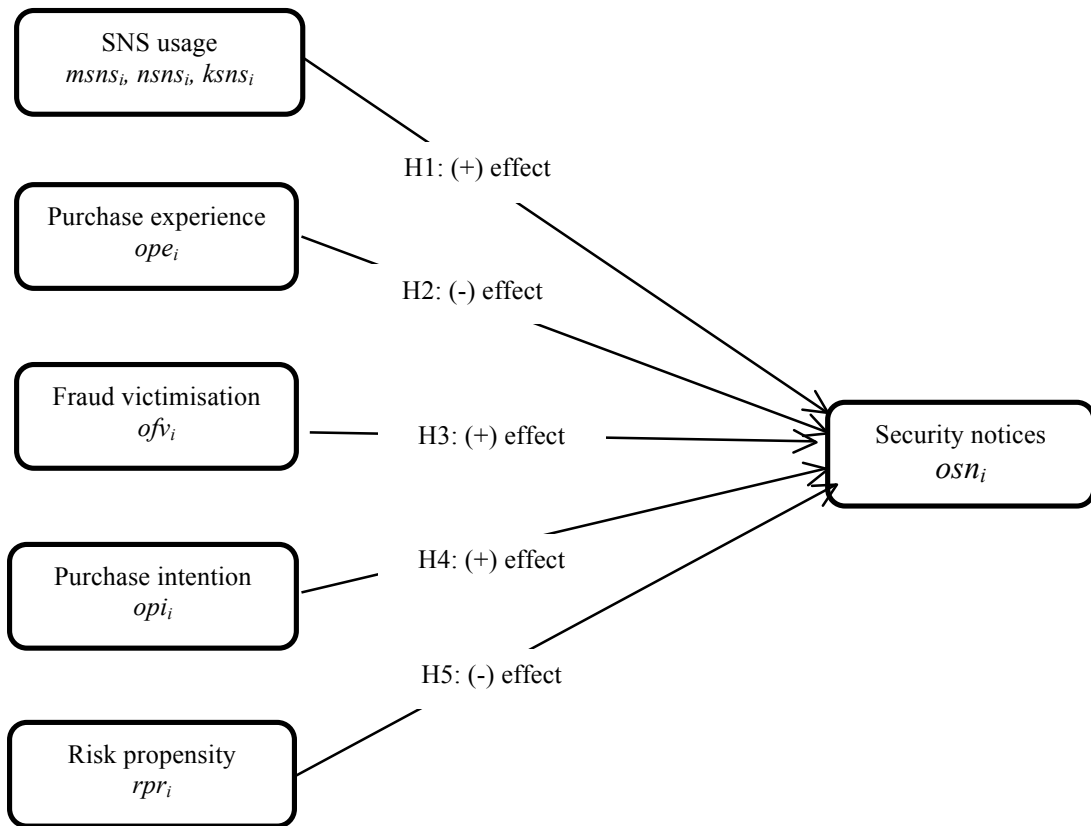 SNS usage
msnsᵢ, nsnsᵢ, ksnsᵢ
H1: (+) effect
Purchase experience
opeᵢ
H2: (-) effect
Fraud victimisation
ofvᵢ
H3: (+) effect
Security notices
osnᵢ
Purchase intention
opiᵢ
H4: (+) effect
H5: (-) effect
Risk propensity
rprᵢ